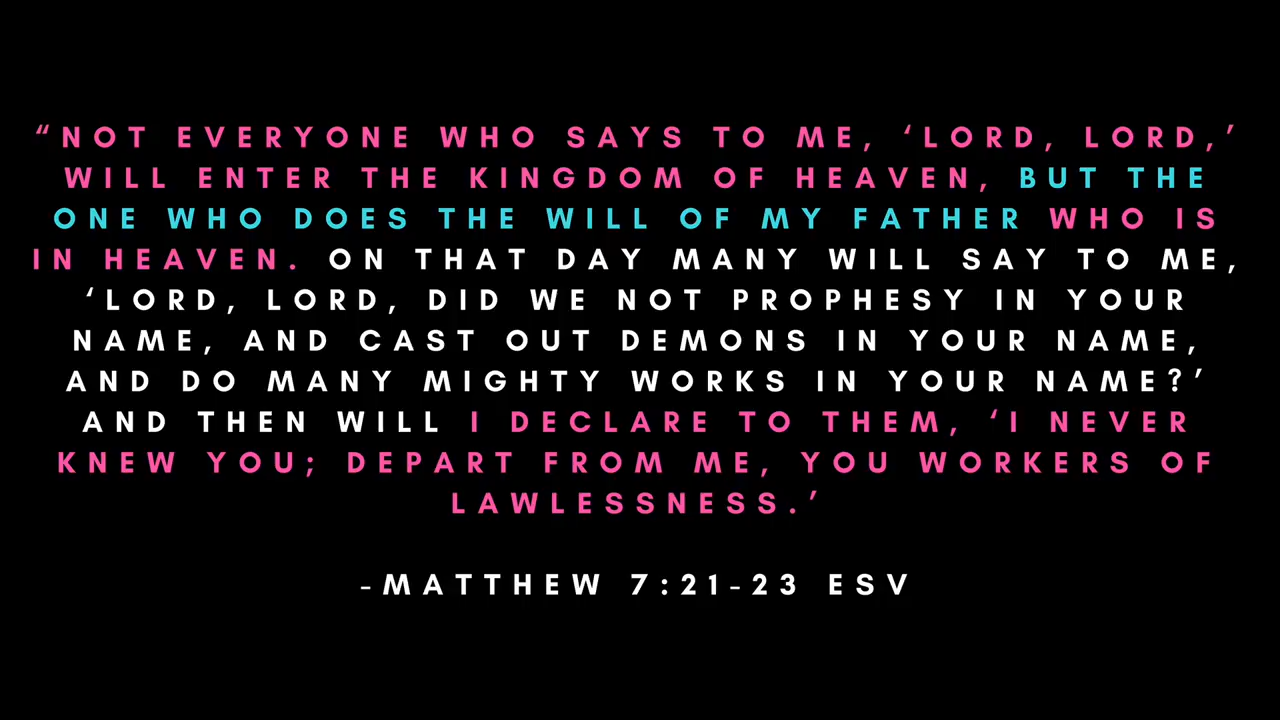 “NOT EVERYONE WHO SAYS TO ME, ‘LORD, LORD,’
WILL ENTER THE KINGDOM OF HEAVEN, BUT THE
ONE WHO DOES THE WILL OF MY FATHER WHO IS
IN HEAVEN. ON THAT DAY MANY WILL SAY TO ME,
‘LORD, LORD, DID WE NOT PROPHESY IN YOUR
NAME, AND CAST OUT DEMONS IN YOUR NAME,
AND DO MANY MIGHTY WORKS IN YOUR NAME?’
AND THEN WILL I DECLARE TO THEM, ‘I NEVER
KNEW YOU; DEPART FROM ME, YOU WORKERS OF
LAWLESSNESS.’
-MATTHEW 7:21-23 ESV